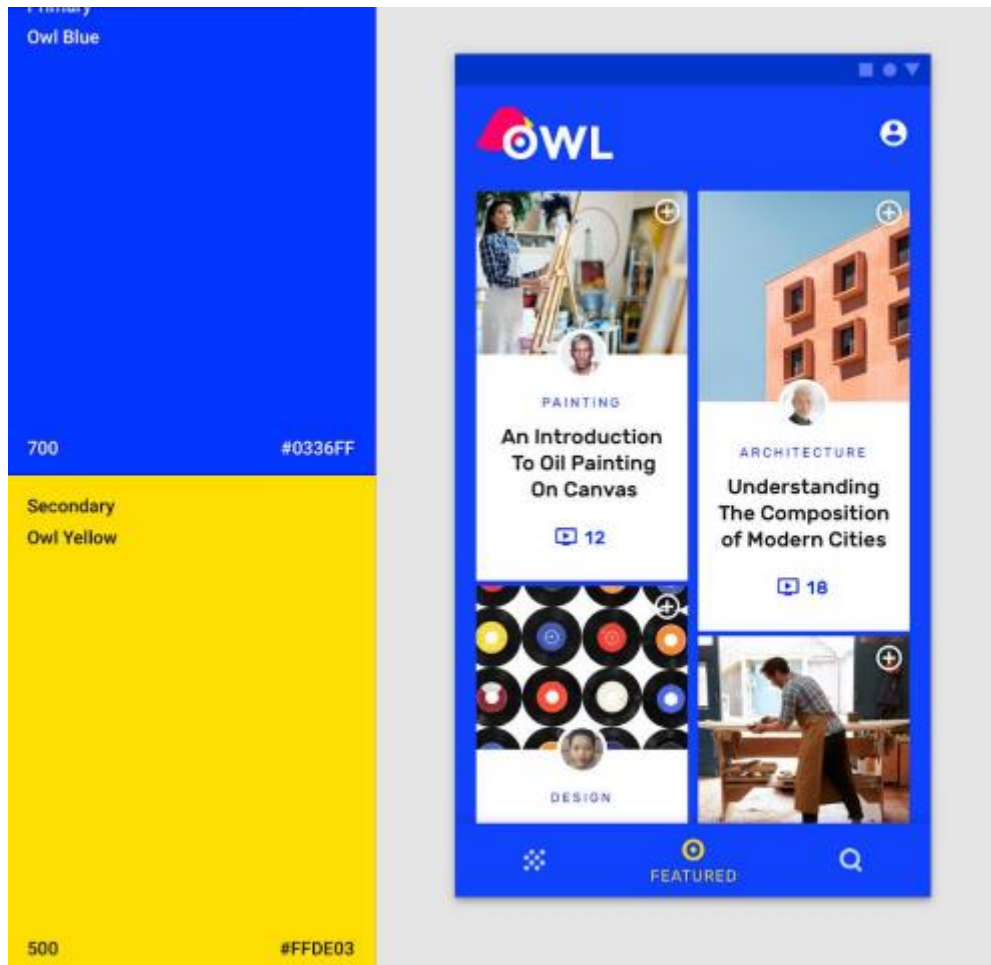 Primary
Owl Blue
700 #0336FF
Secondary
Owl Yellow
500 #FFDE03
OWL
PAINTING
An Introduction
To Oil Painting
On Canvas
12
ARCHITECTURE
Understanding
The Composition
of Modern Cities
18
DESIGN
FEATURED